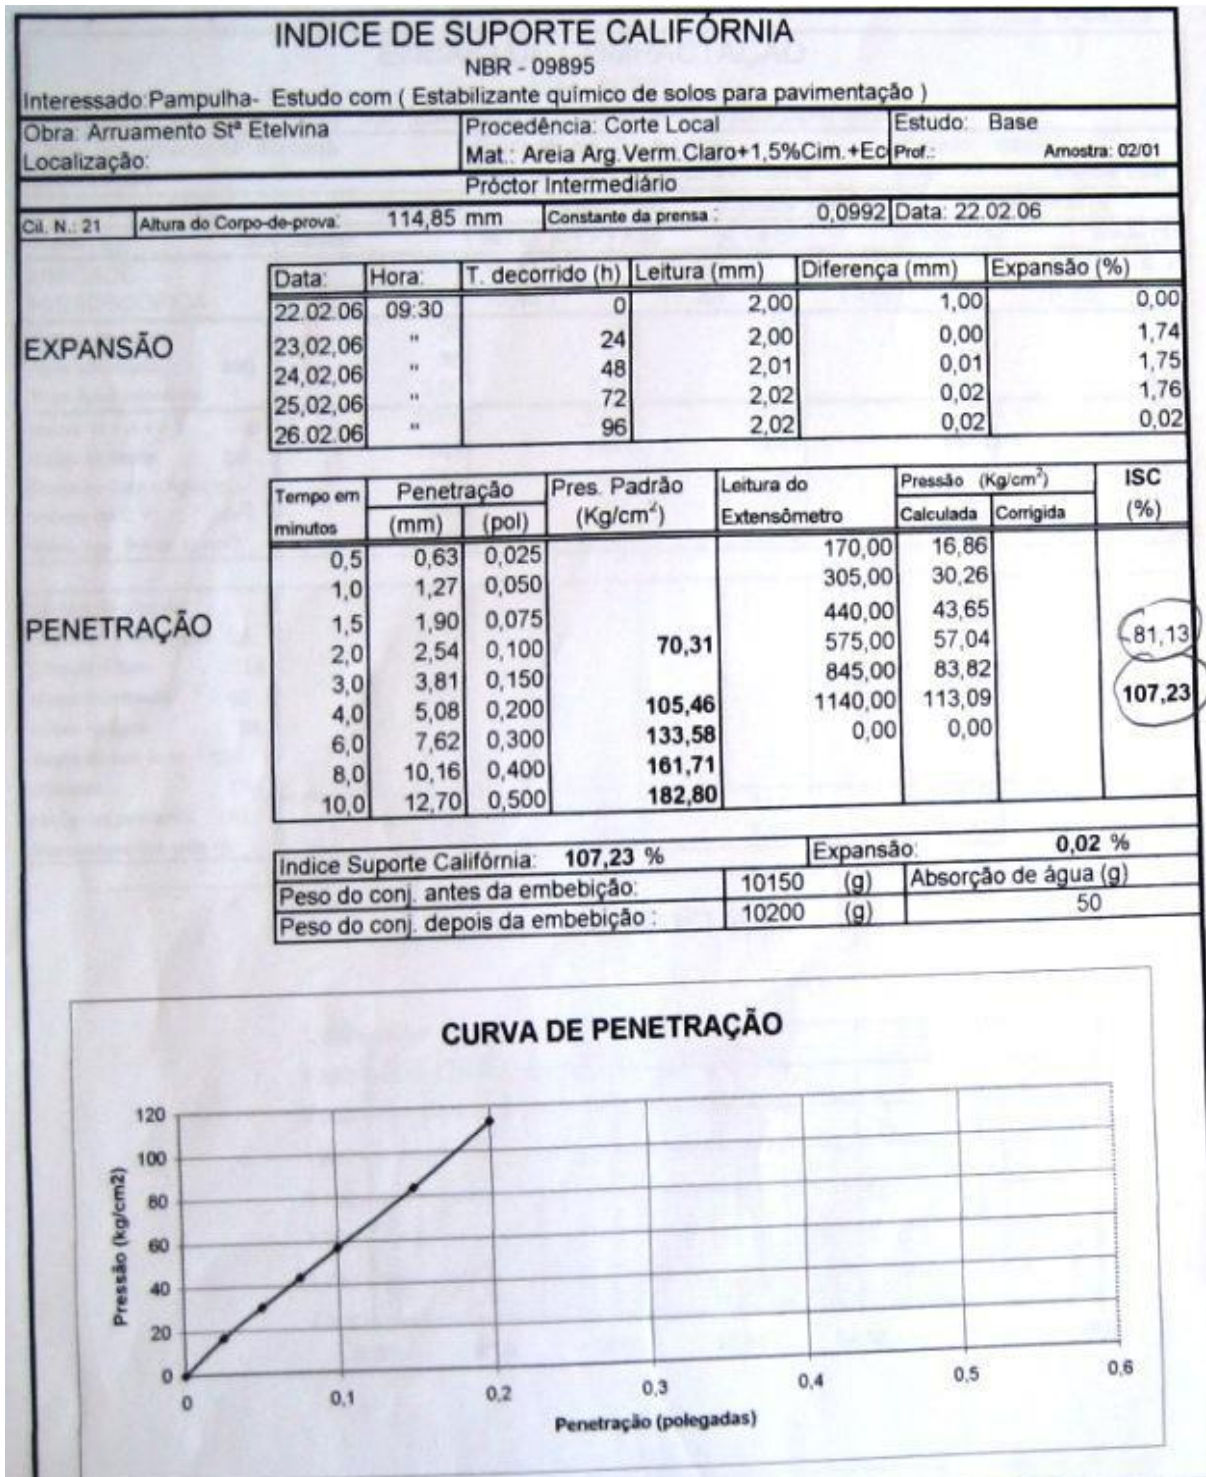 INDICE DE SUPORTE CALIFÓRNIA
NBR - 09895
Interessado:Pampulha- Estudo com ( Estabilizante químico de solos para pavimentação )
Obra: Arruamento Stª Etelvina Procedência: Corte Local Estudo: Base
Localização: Mat.: Areia Arg.Verm.Claro+1,5%Cim.+Ec Prof.: Amostra: 02/01
Próctor Intermediário
Cil. N.: 21 Altura do Corpo-de-prova: 114,85 mm Constante da prensa : 0,0992 Data: 22.02.06
Data: Hora: T. decorrido (h) Leitura (mm) Diferença (mm) Expansão (%)
22.02.06 09:30 0 2,00 1,00 0,00
EXPANSÃO
23,02,06 " 24 2,00 0,00 1,74
24,02,06 " 48 2,01 0,01 1,75
25,02,06 " 72 2,02 0,02 1,76
26.02.06 " 96 2,02 0,02 0,02
Tempo em Penetração Pres. Padrão Leitura do Pressão (Kg/cm²) ISC
minutos (mm) (pol) (Kg/cm²) Extensômetro Calculada Corrigida (%)
0,5 0,63 0,025 170,00 16,86
1,0 1,27 0,050 305,00 30,26
PENETRAÇÃO
1,5 1,90 0,075 440,00 43,65
2,0 2,54 0,100 70,31 575,00 57,04 81,13
3,0 3,81 0,150 845,00 83,82
4,0 5,08 0,200 105,46 1140,00 113,09 107,23
6,0 7,62 0,300 133,58 0,00 0,00
8,0 10,16 0,400 161,71
10,0 12,70 0,500 182,80
Indice Suporte Califórnia: 107,23 % Expansão: 0,02 %
Peso do conj. antes da embebição: 10150 (g) Absorção de água (g)
Peso do conj. depois da embebição : 10200 (g) 50
CURVA DE PENETRAÇÃO
120
100
80
60
40
20
0
Pressão (kg/cm2)
0 0,1 0,2 0,3 0,4 0,5 0,6
Penetração (polegadas)